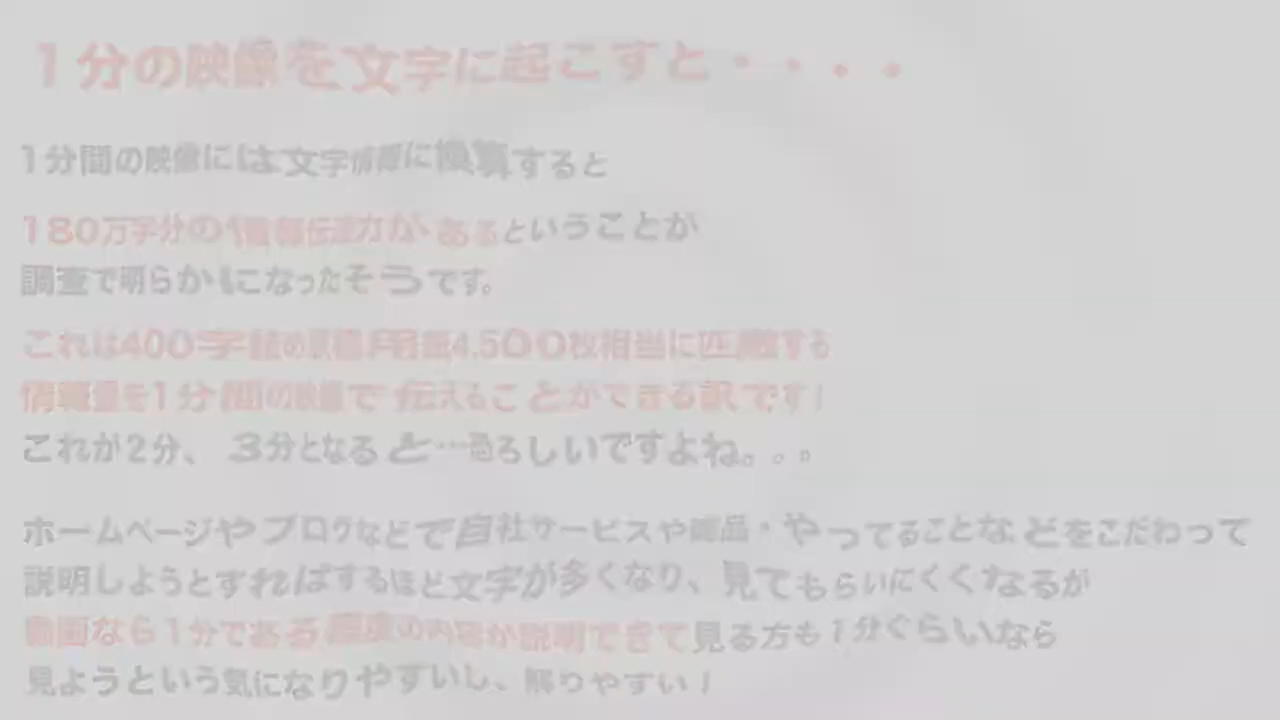 1分の映像を文字に起こすと・・・・
1分間の映像には文字情報に換算すると
180万字分の情報伝達力があるということが
調査で明らかになったそうです。
これは400字詰め原稿用紙4,500枚相当に匹敵する
情報量を1分間の映像で伝えることができる訳です！
これが2分、3分となると…恐ろしいですよね。。。
ホームページやブログなどで自社サービスや商品・やってることなどをこだわって
説明しようとすればするほど文字が多くなり、見てもらいにくくなるが
動画なら1分である程度の内容が説明できて見る方も1分ぐらいなら
見ようという気になりやすいし、解りやすい！